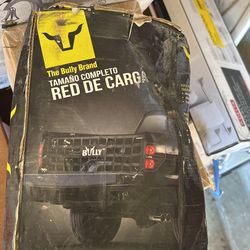 The Bully Brand
TAMAÑO COMPLETO
RED DE CARGA
BULLY